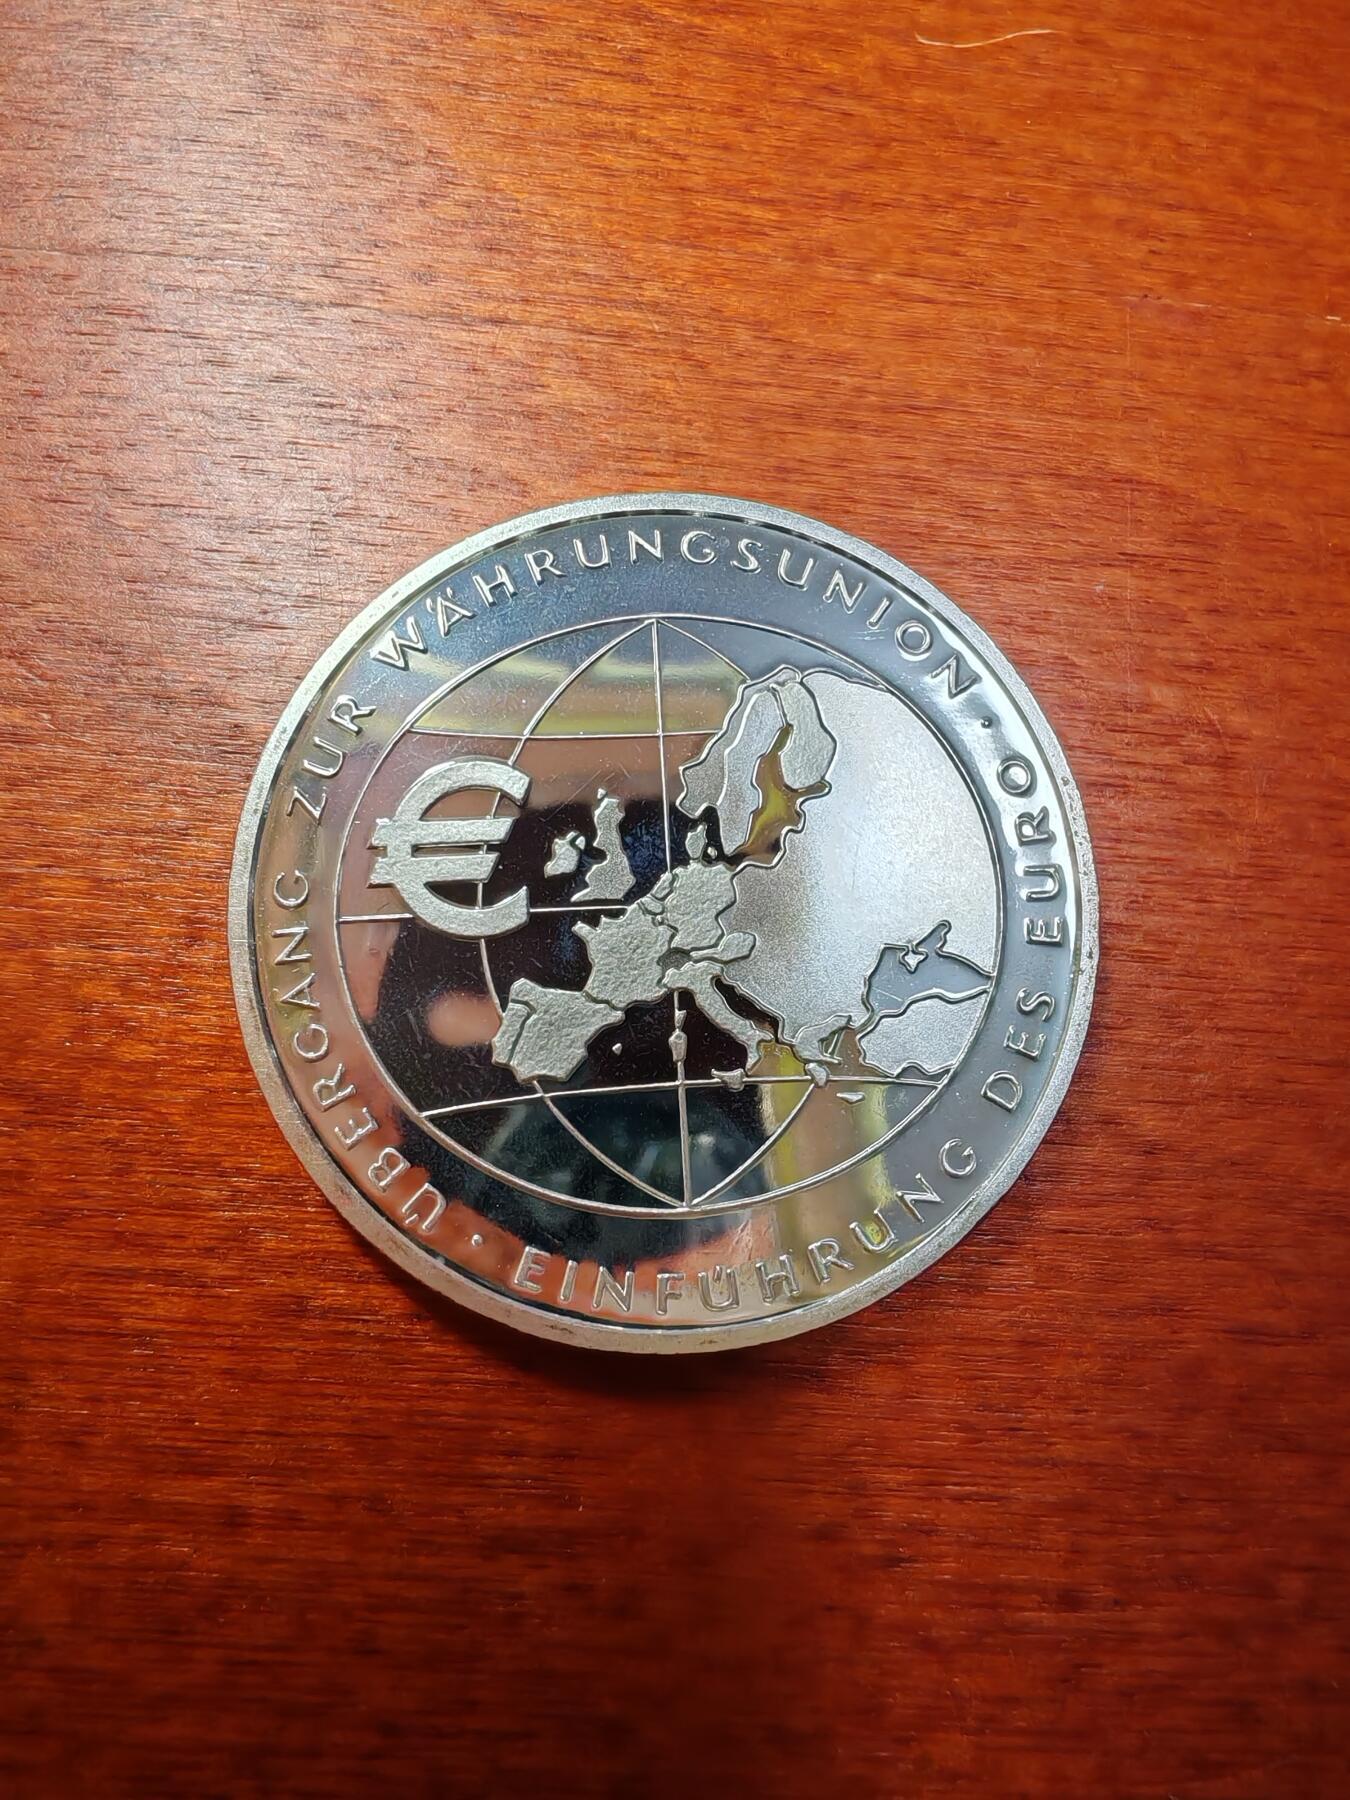 ÜBERGANG ZUR WÄHRUNGSUNION ·
EINFÜHRUNG DES EURO ·
€